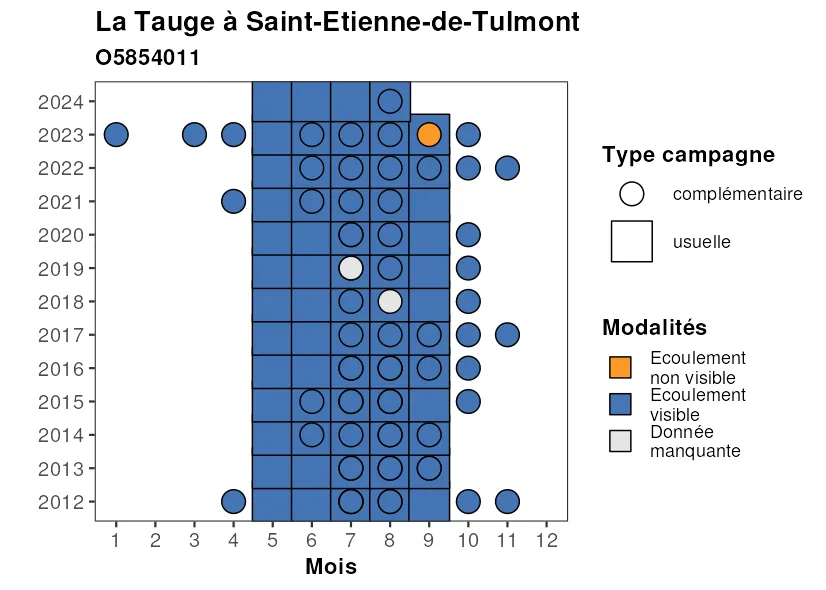 La Tauge à Saint-Etienne-de-Tulmont
O5854011
2024
2023
2022
2021
2020
2019
2018
2017
2016
2015
2014
2013
2012
1 2 3 4 5 6 7 8 9 10 11 12
Mois
Type campagne
complémentaire
usuelle
Modalités
Ecoulement
non visible
Ecoulement
visible
Donnée
manquante